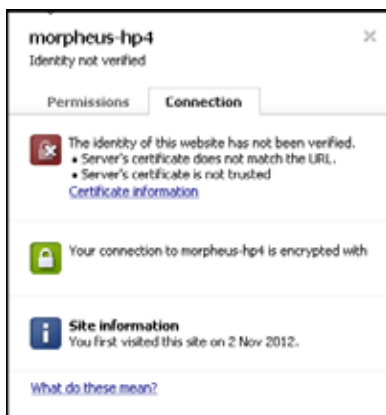 morpheus-hp4
Identity not verified
Permissions Connection
The identity of this website has not been verified.
• Server's certificate does not match the URL.
• Server's certificate is not trusted
Certificate information
Your connection to morpheus-hp4 is encrypted with
Site information
You first visited this site on 2 Nov 2012.
What do these mean?